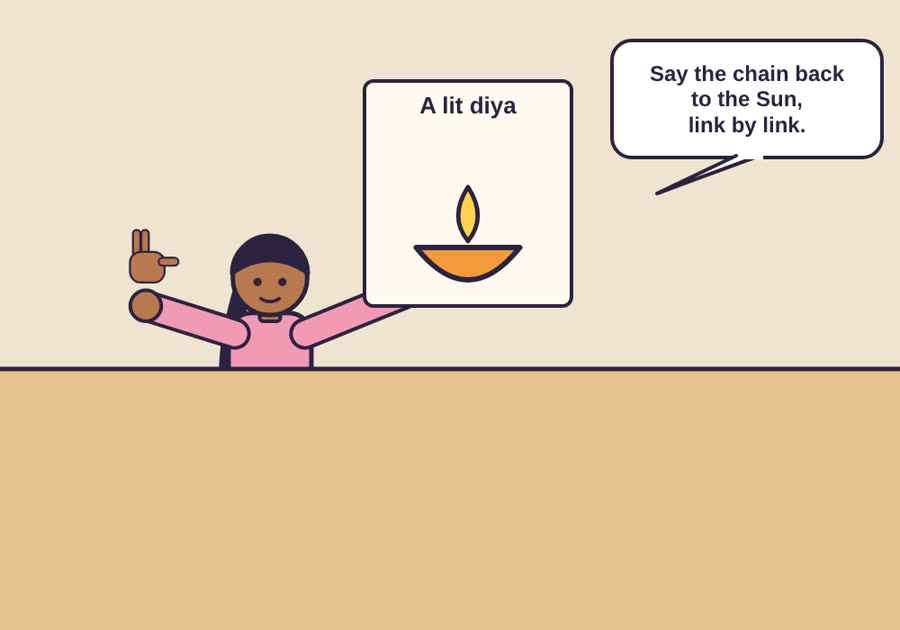 A lit diya
Say the chain back
to the Sun,
link by link.